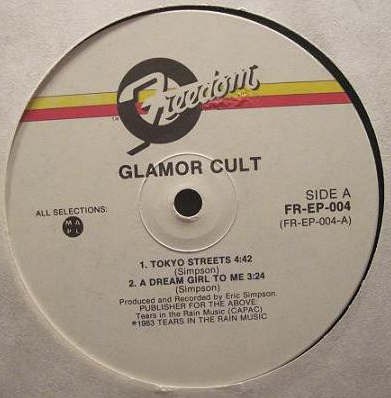 Freedom
TM
GLAMOR CULT
ALL SELECTIONS:
M A
P L
SIDE A
FR-EP-004
(FR-EP-004-A)
1. TOKYO STREETS 4:42
(Simpson)
2. A DREAM GIRL TO ME 3:24
(Simpson)
Produced and Recorded by Eric Simpson.
PUBLISHER FOR THE ABOVE:
Tears in the Rain Music (CAPAC)
℗1983 TEARS IN THE RAIN MUSIC